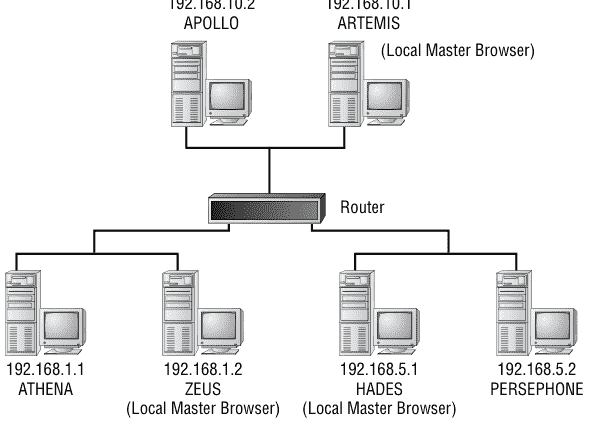 192.168.10.2
APOLLO
192.168.10.1
ARTEMIS
(Local Master Browser)
Router
192.168.1.1
ATHENA
192.168.1.2
ZEUS
(Local Master Browser)
192.168.5.1
HADES
(Local Master Browser)
192.168.5.2
PERSEPHONE